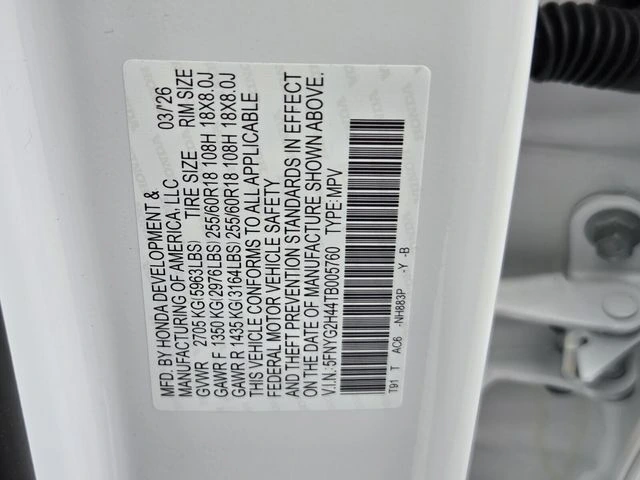 MFD. BY HONDA DEVELOPMENT & 03/'26
MANUFACTURING OF AMERICA, LLC
GVWR 2705 KG(5963LBS) TIRE SIZE RIM SIZE
GAWR F 1350 KG(2976LBS) 255/60R18 108H 18X8.0J
GAWR R 1435 KG(3164LBS) 255/60R18 108H 18X8.0J
THIS VEHICLE CONFORMS TO ALL APPLICABLE
FEDERAL MOTOR VEHICLE SAFETY
AND THEFT PREVENTION STANDARDS IN EFFECT
ON THE DATE OF MANUFACTURE SHOWN ABOVE.
V.I.N.: 5FNYG2H44TB005760 TYPE: MPV
T91 T AC6 -NH883P -Y -B